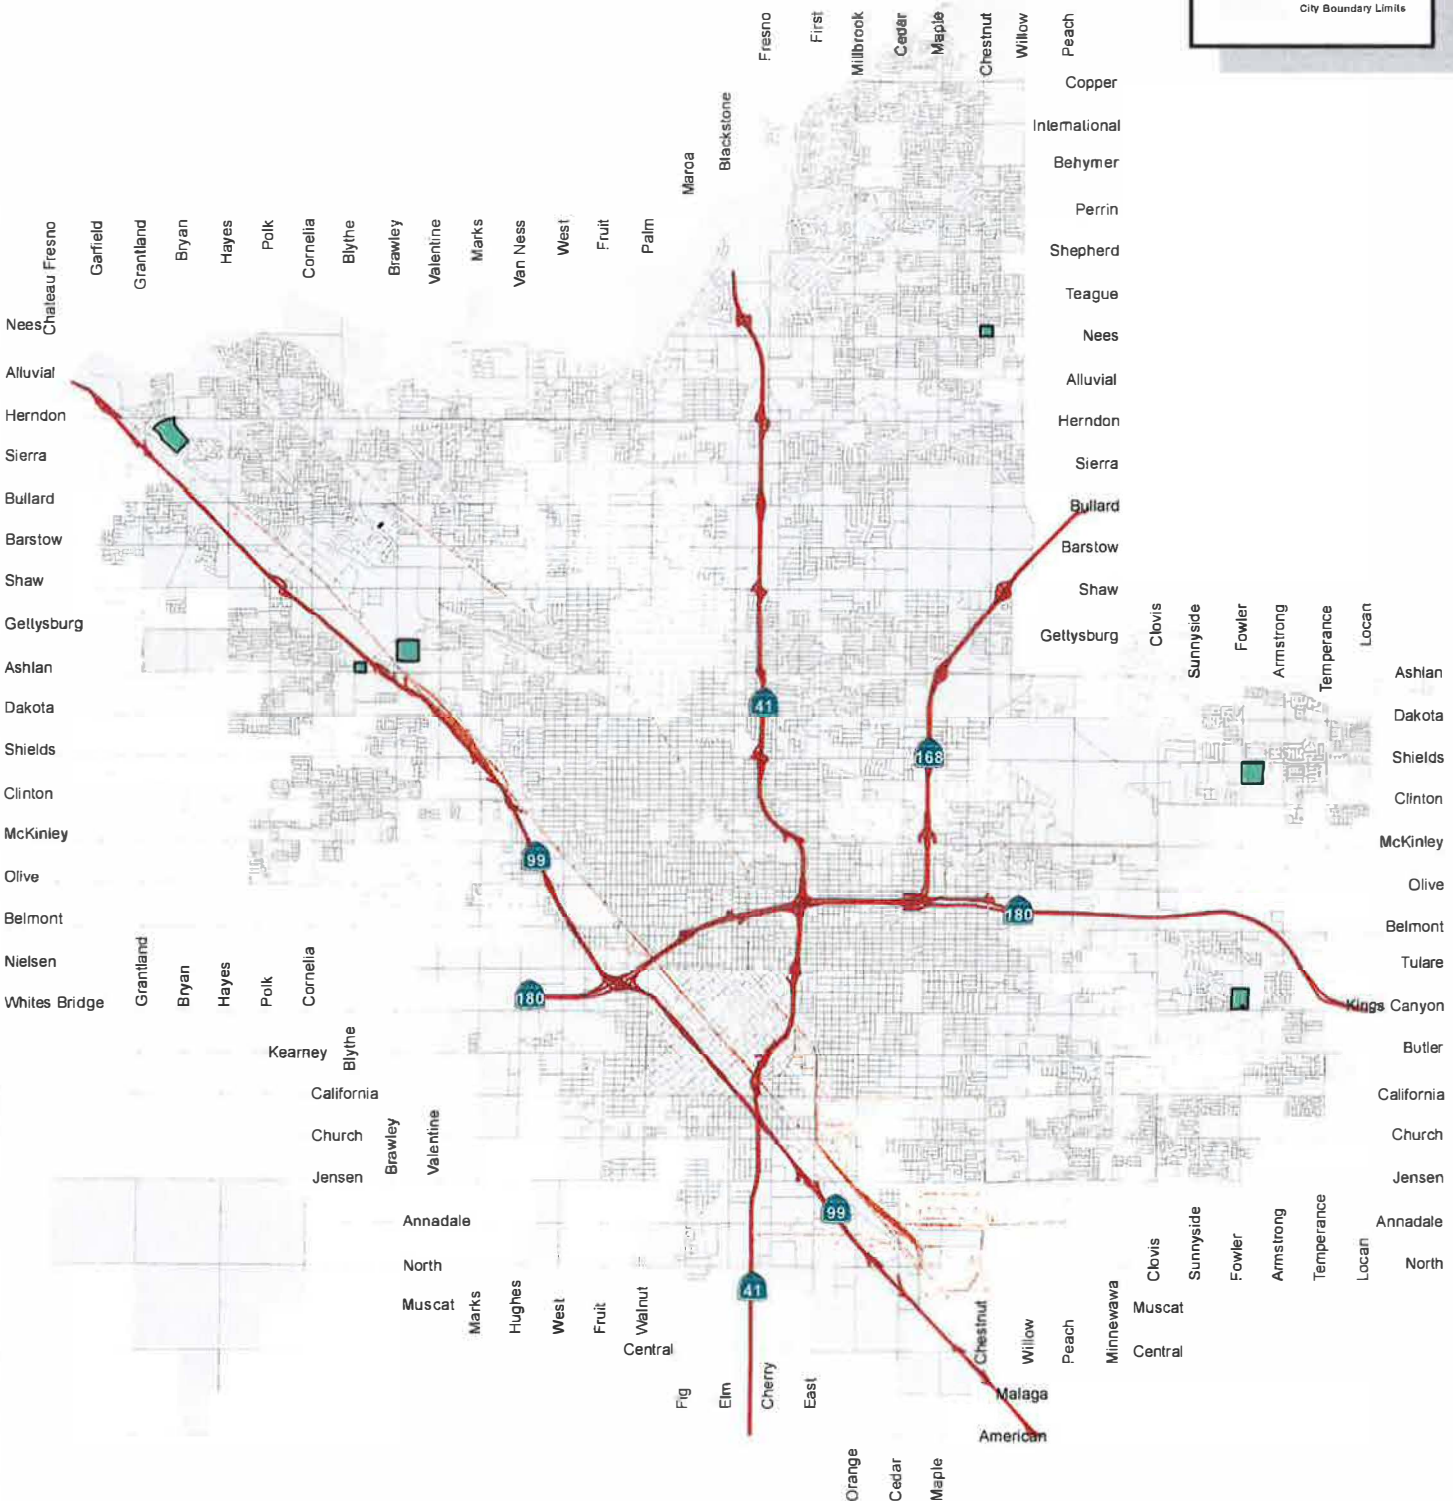 City Boundary Limits
Fresno
First
Millbrook
Cedar
Maple
Chestnut
Willow
Peach
Copper
International
Behymer
Perrin
Shepherd
Teague
Nees
Alluvial
Herndon
Sierra
Bullard
Barstow
Shaw
Gettysburg
Blackstone
Maroa
Chateau Fresno
Garfield
Grantland
Bryan
Hayes
Polk
Cornelia
Blythe
Brawley
Valentine
Marks
Van Ness
West
Fruit
Palm
Nees
Alluvial
Herndon
Sierra
Bullard
Barstow
Shaw
Gettysburg
Ashlan
Dakota
Shields
Clinton
McKinley
Olive
Belmont
Nielsen
Whites Bridge
Clovis
Sunnyside
Fowler
Armstrong
Temperance
Locan
Ashlan
Dakota
Shields
Clinton
McKinley
Olive
Belmont
Tulare
Kings Canyon
Butler
California
Church
Jensen
Annadale
North
41
168
99
180
180
99
41
Grantland
Bryan
Hayes
Polk
Cornelia
Kearney
Blythe
California
Church
Jensen
Brawley
Valentine
Annadale
North
Muscat
Marks
Hughes
West
Fruit
Walnut
Central
Fig
Elm
Cherry
East
Orange
Cedar
Maple
Chestnut
Willow
Peach
Minnewawa
Clovis
Sunnyside
Fowler
Armstrong
Temperance
Locan
Muscat
Central
Malaga
American